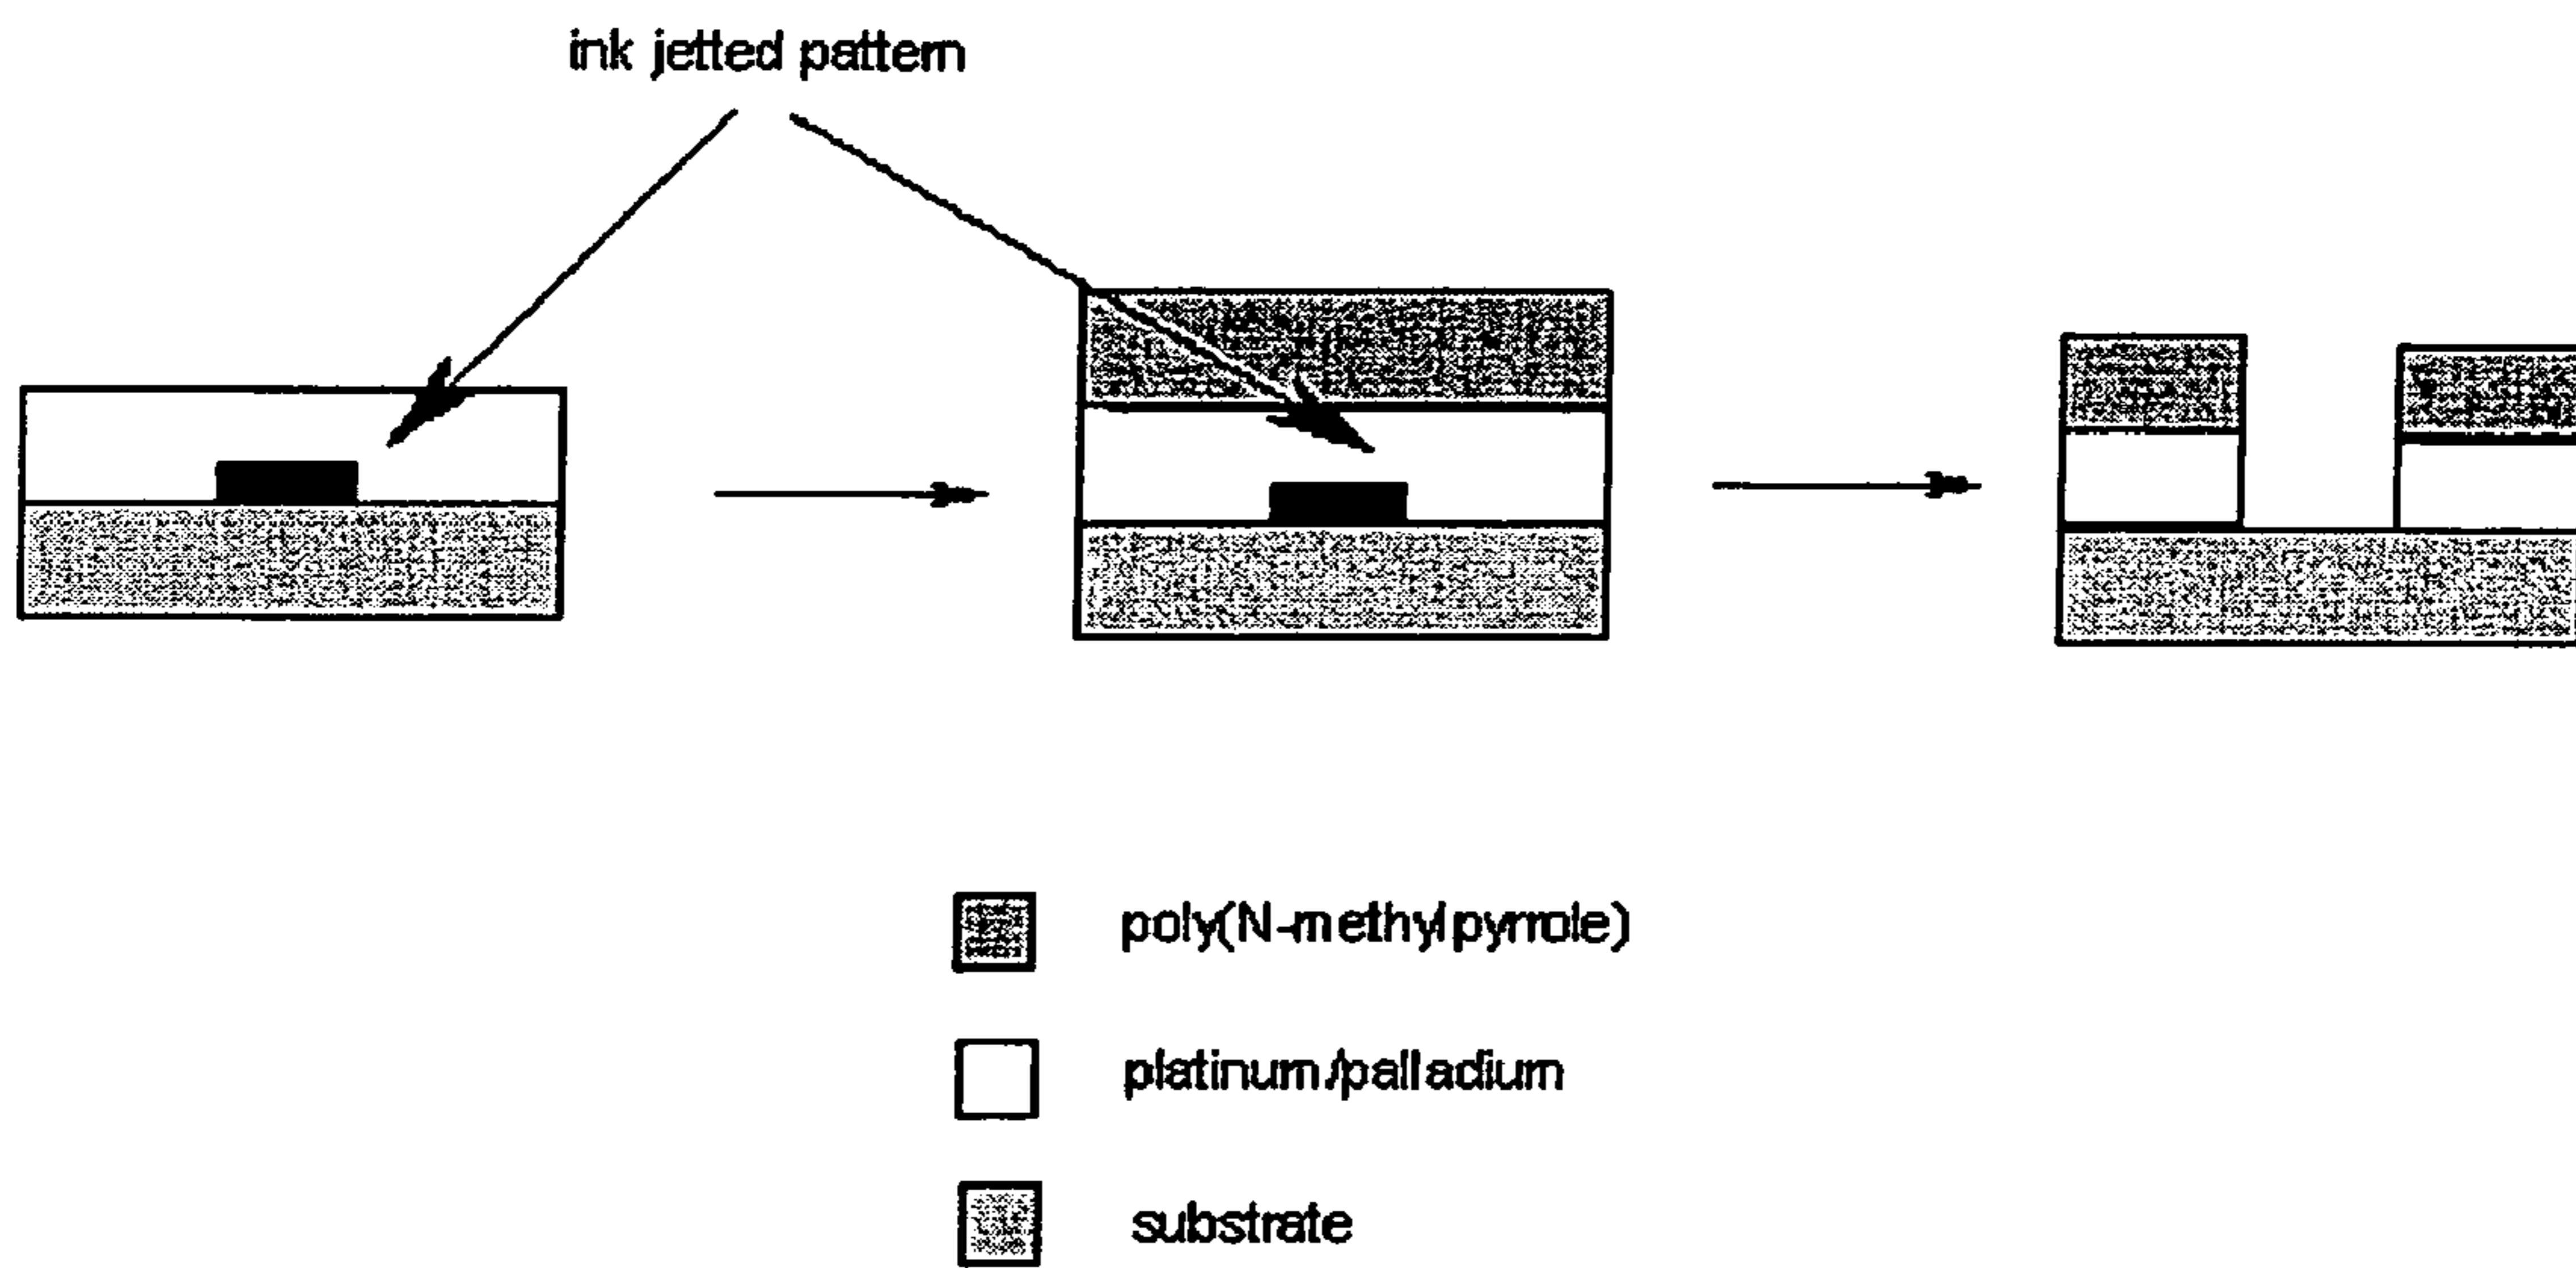 ink jetted pattern
poly(N-methylpyrrole)
platinum/palladium
substrate